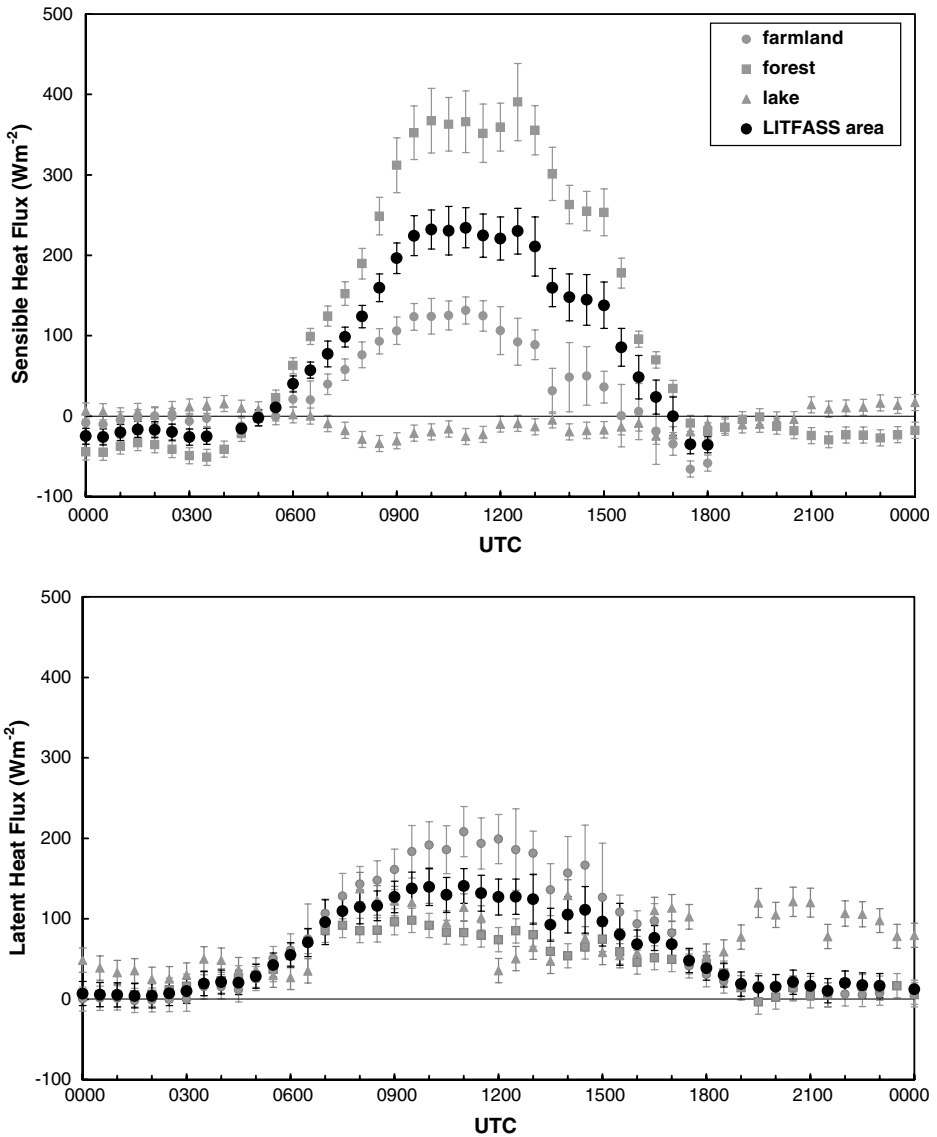 500
400
300
200
100
0
-100
Sensible Heat Flux (Wm⁻²)
farmland
forest
lake
LITFASS area
0000 0300 0600 0900 1200 1500 1800 2100 0000
UTC
500
400
300
200
100
0
-100
Latent Heat Flux (Wm⁻²)
0000 0300 0600 0900 1200 1500 1800 2100 0000
UTC